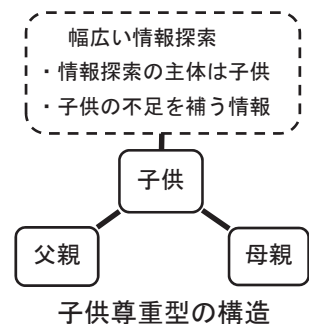 幅広い情報探索
・情報探索の主体は子供
・子供の不足を補う情報
子供
父親
母親
子供尊重型の構造